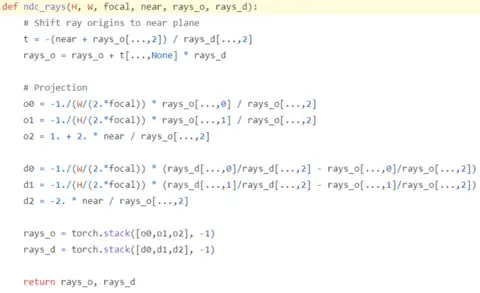 def ndc_rays(H, W, focal, near, rays_o, rays_d):
    # Shift ray origins to near plane
    t = -(near + rays_o[...,2]) / rays_d[...,2]
    rays_o = rays_o + t[...,None] * rays_d

    # Projection
    o0 = -1./(W/(2.*focal)) * rays_o[...,0] / rays_o[...,2]
    o1 = -1./(H/(2.*focal)) * rays_o[...,1] / rays_o[...,2]
    o2 = 1. + 2. * near / rays_o[...,2]

    d0 = -1./(W/(2.*focal)) * (rays_d[...,0]/rays_d[...,2] - rays_o[...,0]/rays_o[...,2])
    d1 = -1./(H/(2.*focal)) * (rays_d[...,1]/rays_d[...,2] - rays_o[...,1]/rays_o[...,2])
    d2 = -2. * near / rays_o[...,2]

    rays_o = torch.stack([o0,o1,o2], -1)
    rays_d = torch.stack([d0,d1,d2], -1)

    return rays_o, rays_d